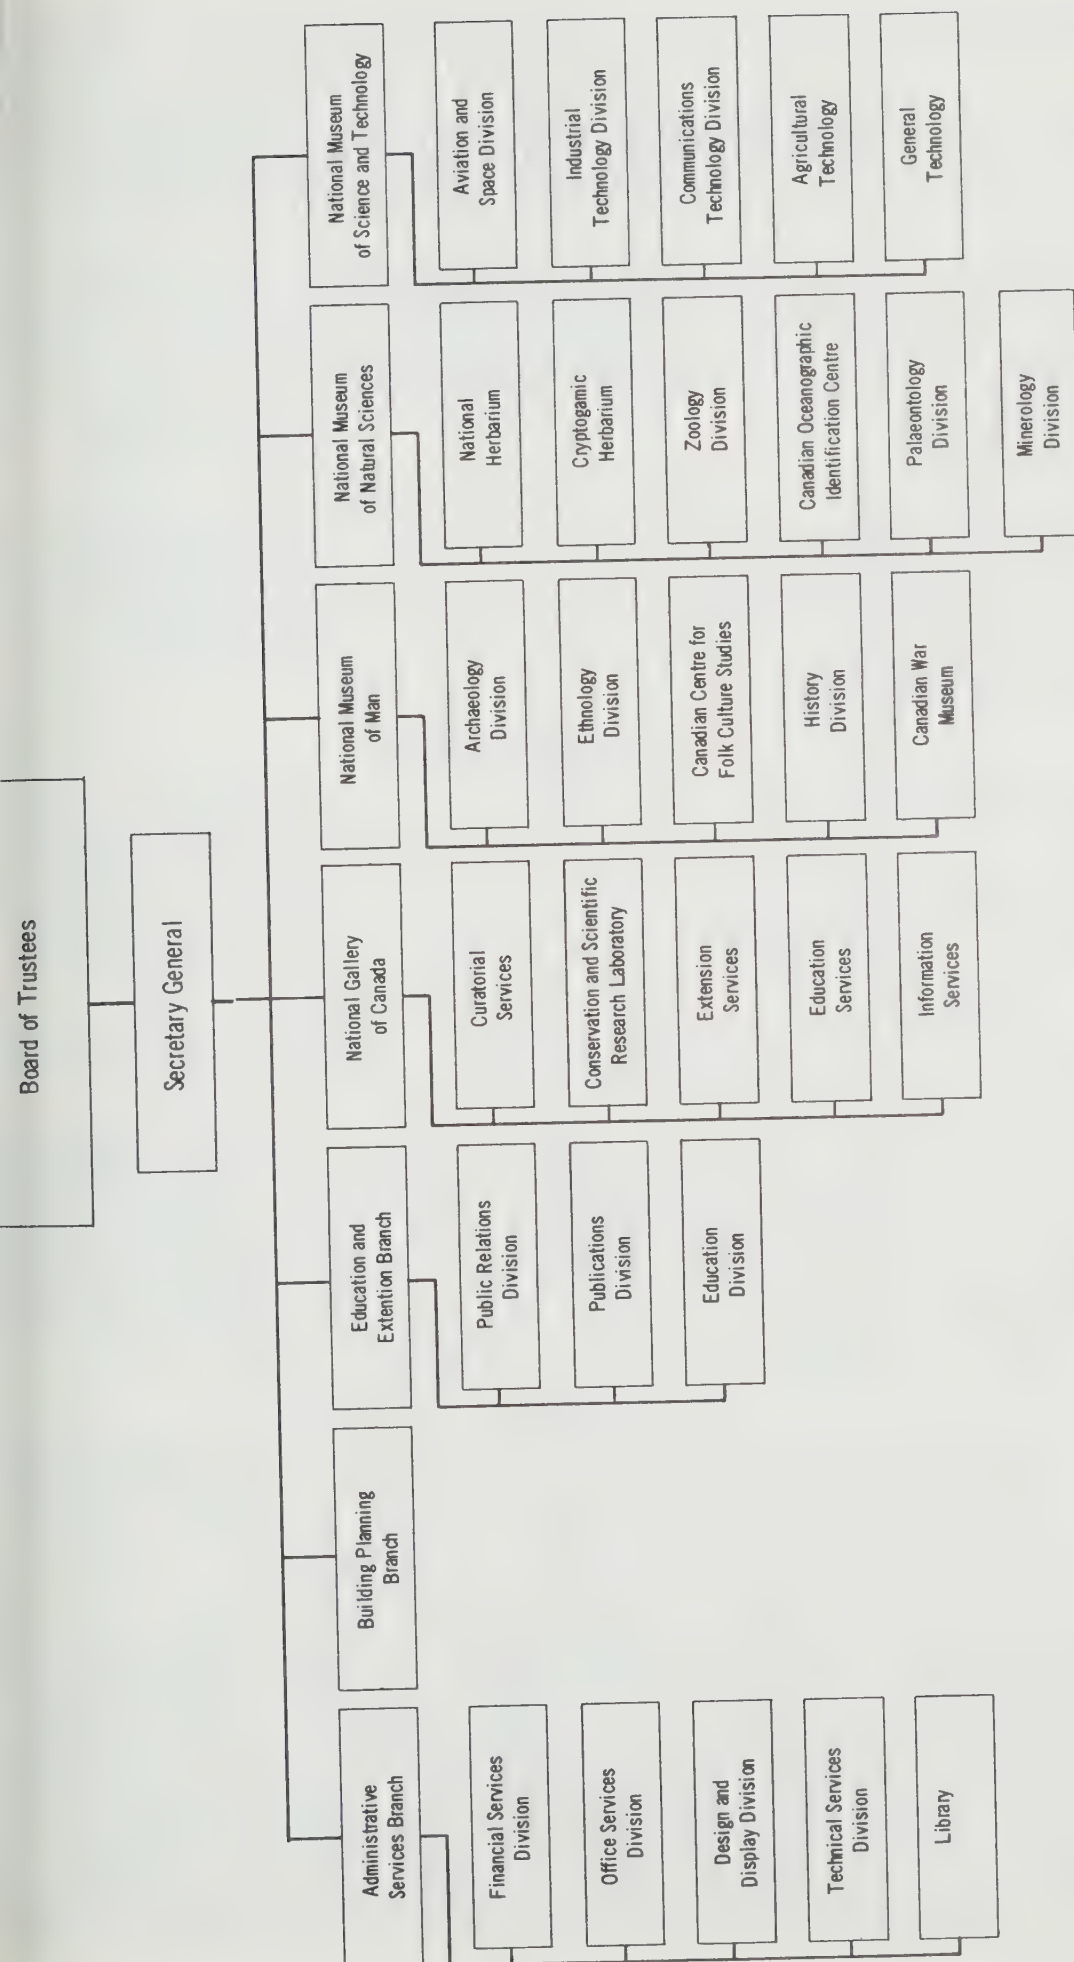 Board of Trustees
Secretary General
Administrative
Services Branch
Financial Services
Division
Office Services
Division
Design and
Display Division
Technical Services
Division
Library
Building Planning
Branch
Education and
Extention Branch
Public Relations
Division
Publications
Division
Education
Division
National Gallery
of Canada
Curatorial
Services
Conservation and Scientific
Research Laboratory
Extension
Services
Education
Services
Information
Services
National Museum
of Man
Archaeology
Division
Ethnology
Division
Canadian Centre for
Folk Culture Studies
History
Division
Canadian War
Museum
National Museum
of Natural Sciences
National
Herbarium
Cryptogamic
Herbarium
Zoology
Division
Canadian Oceanographic
Identification Centre
Palaeontology
Division
Minerology
Division
National Museum
of Science and Technology
Aviation and
Space Division
Industrial
Technology Division
Communications
Technology Division
Agricultural
Technology
General
Technology